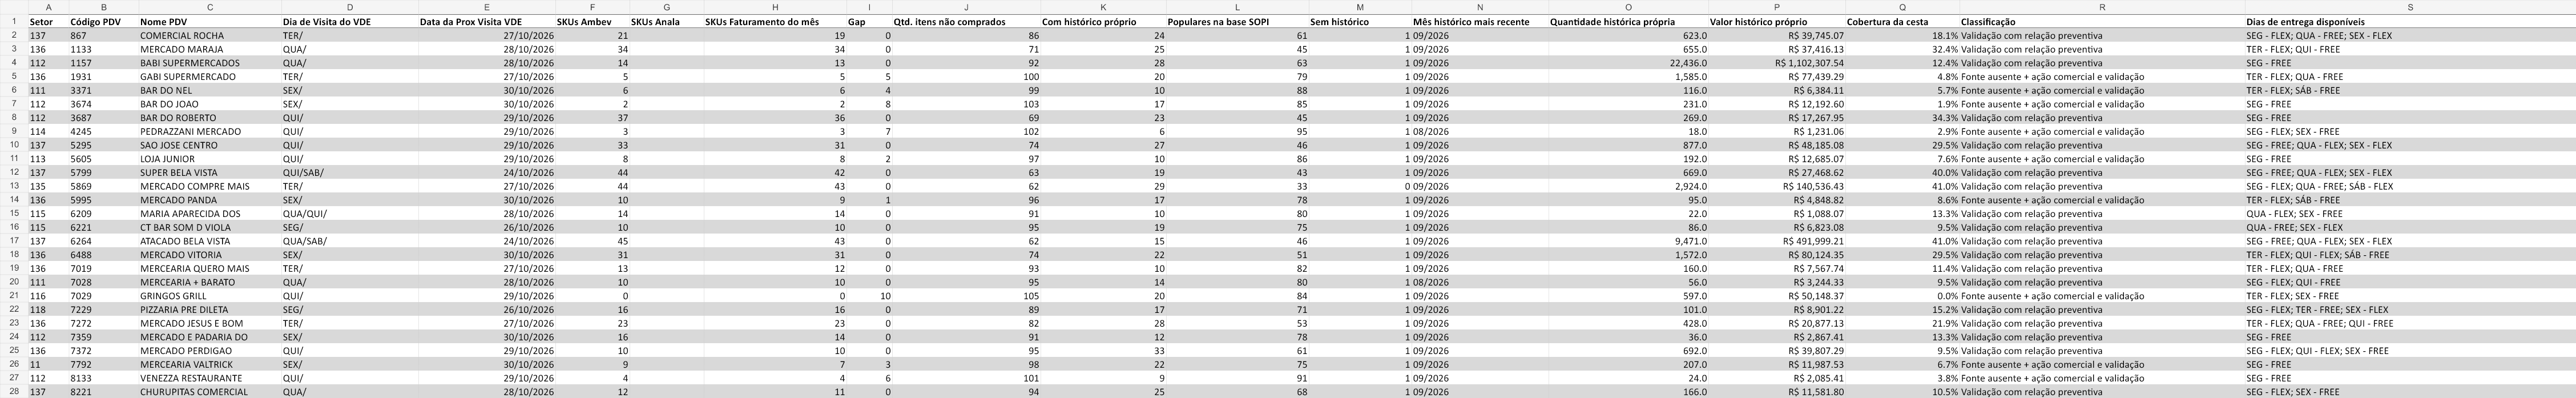 A B C D E F G H I J K L M N O P Q R S
1 Setor Código PDV Nome PDV Dia de Visita do VDE Data da Prox Visita VDE SKUs Ambev SKUs Anala SKUs Faturamento do mês Gap Qtd. itens não comprados Com histórico próprio Populares na base SOPI Sem histórico Mês histórico mais recente Quantidade histórica própria Valor histórico próprio Cobertura da cesta Classificação Dias de entrega disponíveis
2 137 867 COMERCIAL ROCHA TER/ 27/10/2026 21 19 0 86 24 61 1 09/2026 623.0 R$ 39,745.07 18.1% Validação com relação preventiva SEG - FLEX; QUA - FREE; SEX - FLEX
3 136 1133 MERCADO MARAJA QUA/ 28/10/2026 34 34 0 71 25 45 1 09/2026 655.0 R$ 37,416.13 32.4% Validação com relação preventiva TER - FLEX; QUI - FREE
4 112 1157 BABI SUPERMERCADOS QUA/ 28/10/2026 14 13 0 92 28 63 1 09/2026 22,436.0 R$ 1,102,307.54 12.4% Validação com relação preventiva SEG - FREE
5 136 1931 GABI SUPERMERCADO TER/ 27/10/2026 5 5 5 100 20 79 1 09/2026 1,585.0 R$ 77,439.29 4.8% Fonte ausente + ação comercial e validação TER - FLEX; QUA - FREE
6 111 3371 BAR DO NEL SEX/ 30/10/2026 6 6 4 99 10 88 1 09/2026 116.0 R$ 6,384.11 5.7% Fonte ausente + ação comercial e validação TER - FLEX; SÁB - FREE
7 112 3674 BAR DO JOAO SEX/ 30/10/2026 2 2 8 103 17 85 1 09/2026 231.0 R$ 12,192.60 1.9% Fonte ausente + ação comercial e validação SEG - FREE
8 112 3687 BAR DO ROBERTO QUI/ 29/10/2026 37 36 0 69 23 45 1 09/2026 269.0 R$ 17,267.95 34.3% Validação com relação preventiva SEG - FREE
9 114 4245 PEDRAZZANI MERCADO QUI/ 29/10/2026 3 3 7 102 6 95 1 08/2026 18.0 R$ 1,231.06 2.9% Fonte ausente + ação comercial e validação SEG - FLEX; SEX - FREE
10 137 5295 SAO JOSE CENTRO QUI/ 29/10/2026 33 31 0 74 27 46 1 09/2026 877.0 R$ 48,185.08 29.5% Validação com relação preventiva SEG - FREE; QUA - FLEX; SEX - FLEX
11 113 5605 LOJA JUNIOR QUI/ 29/10/2026 8 8 2 97 10 86 1 09/2026 192.0 R$ 12,685.07 7.6% Fonte ausente + ação comercial e validação SEG - FREE
12 137 5799 SUPER BELA VISTA QUI/SAB/ 24/10/2026 44 42 0 63 19 43 1 09/2026 669.0 R$ 27,468.62 40.0% Validação com relação preventiva SEG - FREE; QUA - FLEX; SEX - FLEX
13 135 5869 MERCADO COMPRE MAIS TER/ 27/10/2026 44 43 0 62 29 33 0 09/2026 2,924.0 R$ 140,536.43 41.0% Validação com relação preventiva SEG - FLEX; QUA - FREE; SÁB - FLEX
14 136 5995 MERCADO PANDA SEX/ 30/10/2026 10 9 1 96 17 78 1 09/2026 95.0 R$ 4,848.82 8.6% Fonte ausente + ação comercial e validação TER - FLEX; SÁB - FREE
15 115 6209 MARIA APARECIDA DOS QUA/QUI/ 28/10/2026 14 14 0 91 10 80 1 09/2026 22.0 R$ 1,088.07 13.3% Validação com relação preventiva QUA - FLEX; SEX - FREE
16 115 6221 CT BAR SOM D VIOLA SEG/ 26/10/2026 10 10 0 95 19 75 1 09/2026 86.0 R$ 6,823.08 9.5% Validação com relação preventiva QUA - FREE; SEX - FLEX
17 137 6264 ATACADO BELA VISTA QUA/SAB/ 24/10/2026 45 43 0 62 15 46 1 09/2026 9,471.0 R$ 491,999.21 41.0% Validação com relação preventiva SEG - FREE; QUA - FLEX; SEX - FLEX
18 136 6488 MERCADO VITORIA SEX/ 30/10/2026 31 31 0 74 22 51 1 09/2026 1,572.0 R$ 80,124.35 29.5% Validação com relação preventiva TER - FLEX; QUI - FLEX; SÁB - FREE
19 136 7019 MERCEARIA QUERO MAIS TER/ 27/10/2026 13 12 0 93 10 82 1 09/2026 160.0 R$ 7,567.74 11.4% Validação com relação preventiva TER - FLEX; QUA - FREE
20 111 7028 MERCEARIA + BARATO QUA/ 28/10/2026 10 10 0 95 14 80 1 08/2026 56.0 R$ 3,244.33 9.5% Validação com relação preventiva SEG - FLEX; QUI - FREE
21 116 7029 GRINGOS GRILL QUI/ 29/10/2026 0 0 10 105 20 84 1 09/2026 597.0 R$ 50,148.37 0.0% Fonte ausente + ação comercial e validação TER - FLEX; SEX - FREE
22 118 7229 PIZZARIA PRE DILETA SEG/ 26/10/2026 16 16 0 89 17 71 1 09/2026 101.0 R$ 8,901.22 15.2% Validação com relação preventiva SEG - FLEX; TER - FREE; SEX - FLEX
23 136 7272 MERCADO JESUS E BOM TER/ 27/10/2026 23 23 0 82 28 53 1 09/2026 428.0 R$ 20,877.13 21.9% Validação com relação preventiva TER - FLEX; QUA - FREE; QUI - FREE
24 112 7359 MERCADO E PADARIA DO SEX/ 30/10/2026 16 14 0 91 12 78 1 09/2026 36.0 R$ 2,867.41 13.3% Validação com relação preventiva SEG - FREE
25 136 7372 MERCADO PERDIGAO QUI/ 29/10/2026 10 10 0 95 33 61 1 09/2026 692.0 R$ 39,807.29 9.5% Validação com relação preventiva SEG - FLEX; QUI - FLEX; SEX - FREE
26 11 7792 MERCEARIA VALTRICK SEX/ 30/10/2026 9 7 3 98 22 75 1 09/2026 207.0 R$ 11,987.53 6.7% Fonte ausente + ação comercial e validação SEG - FREE
27 112 8133 VENEZZA RESTAURANTE QUI/ 29/10/2026 4 4 6 101 9 91 1 09/2026 24.0 R$ 2,085.41 3.8% Fonte ausente + ação comercial e validação SEG - FREE
28 137 8221 CHURUPITAS COMERCIAL QUA/ 28/10/2026 12 11 0 94 25 68 1 09/2026 166.0 R$ 11,581.80 10.5% Validação com relação preventiva SEG - FLEX; SEX - FREE